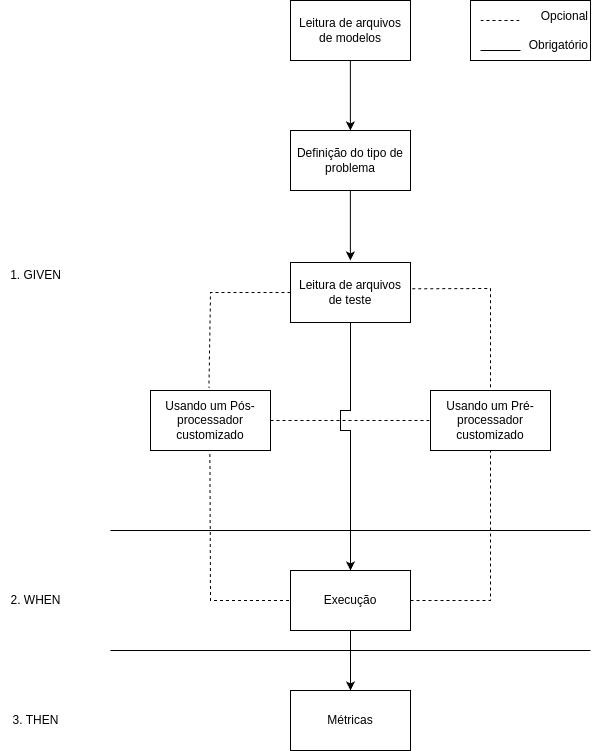 Leitura de arquivos
de modelos
Opcional
Obrigatório
Definição do tipo de
problema
1. GIVEN
Leitura de arquivos
de teste
Usando um Pós-
processador
customizado
Usando um Pré-
processador
customizado
2. WHEN
Execução
3. THEN
Métricas